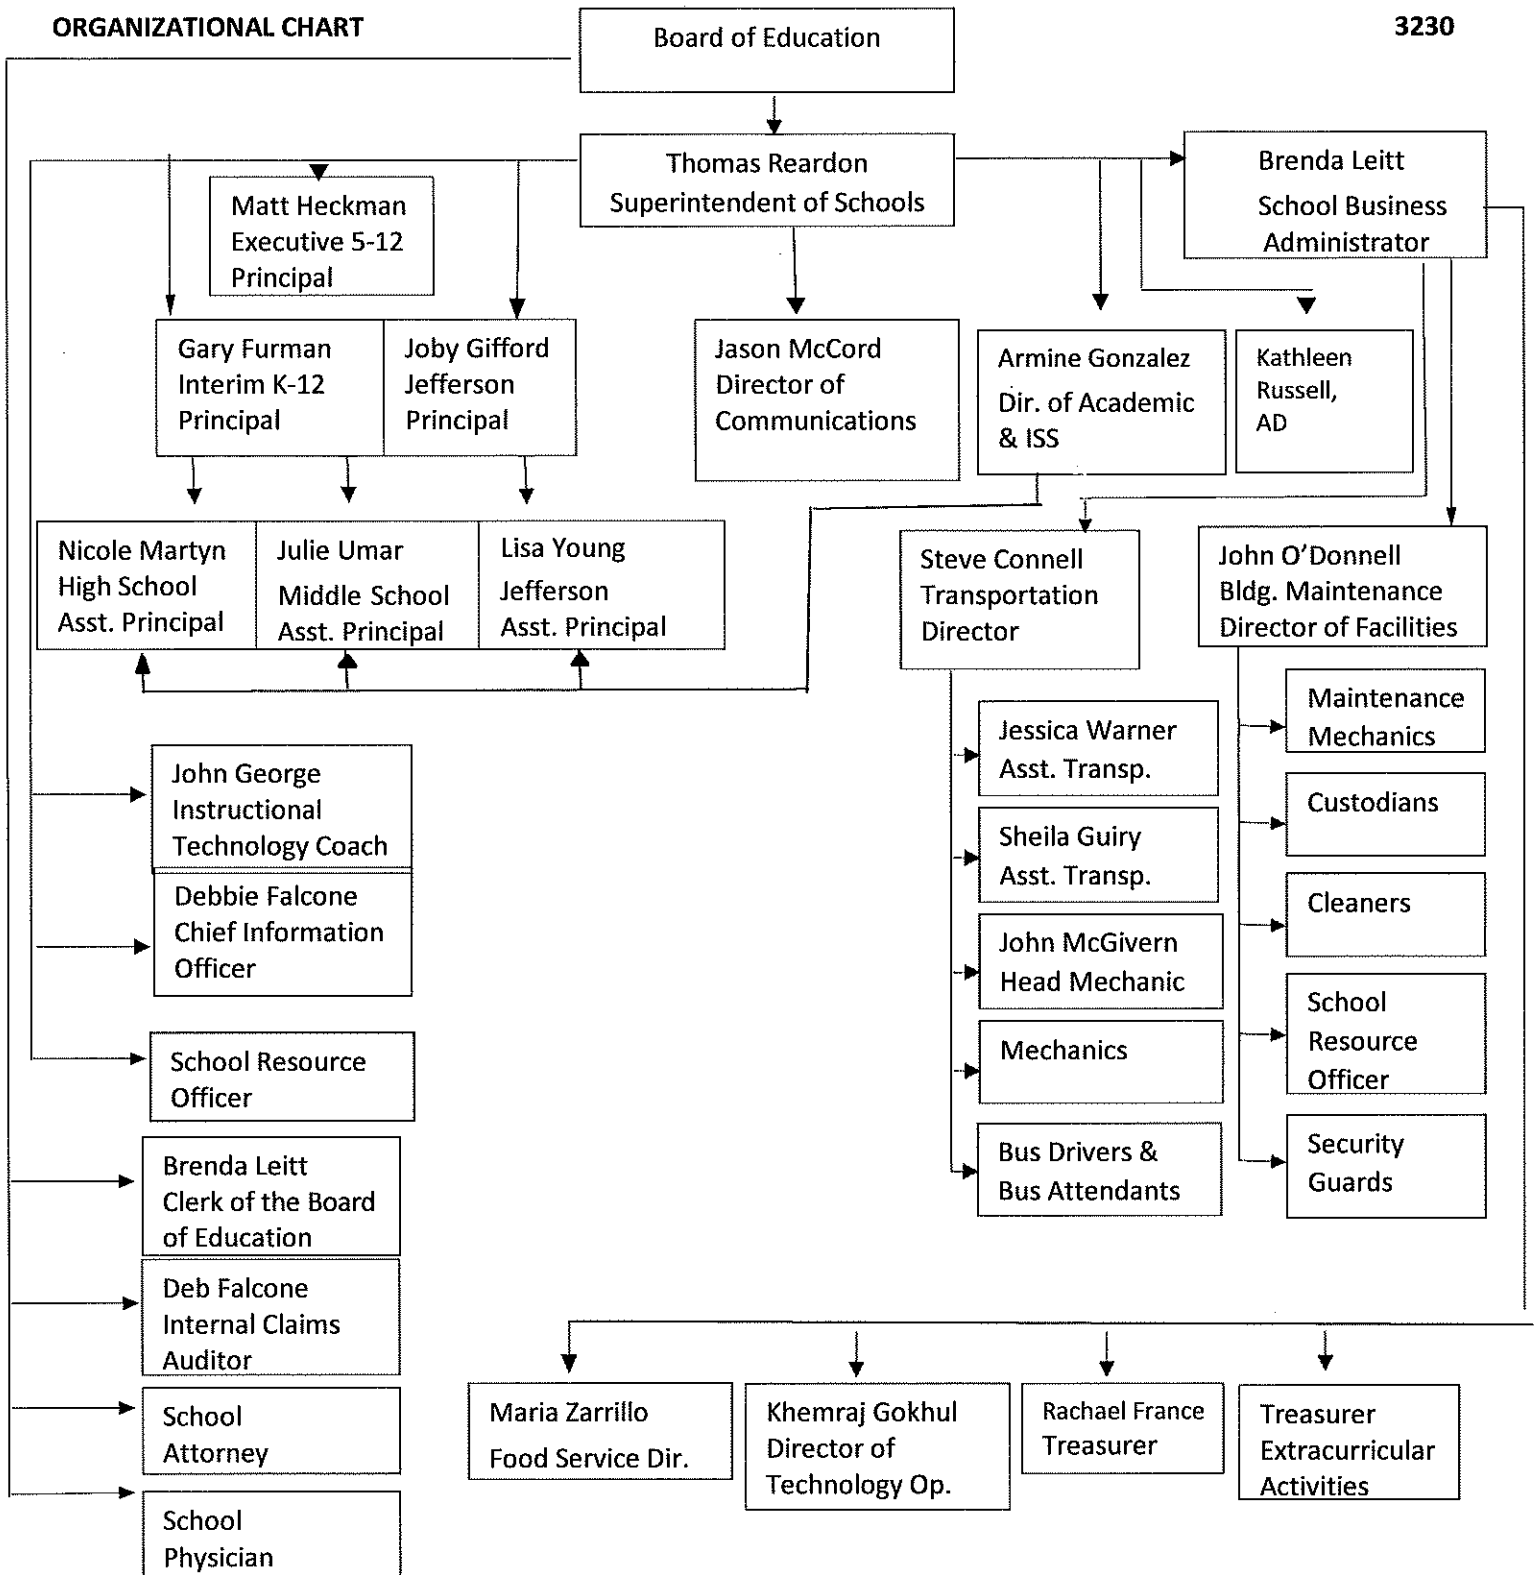 ORGANIZATIONAL CHART
3230
Board of Education
Thomas Reardon
Superintendent of Schools
Brenda Leitt
School Business
Administrator
Matt Heckman
Executive 5-12
Principal
Gary Furman
Interim K-12
Principal
Joby Gifford
Jefferson
Principal
Jason McCord
Director of
Communications
Armine Gonzalez
Dir. of Academic
& ISS
Kathleen
Russell,
AD
Nicole Martyn
High School
Asst. Principal
Julie Umar
Middle School
Asst. Principal
Lisa Young
Jefferson
Asst. Principal
Steve Connell
Transportation
Director
John O'Donnell
Bldg. Maintenance
Director of Facilities
Jessica Warner
Asst. Transp.
Sheila Guiry
Asst. Transp.
John McGivern
Head Mechanic
Mechanics
Bus Drivers &
Bus Attendants
Maintenance
Mechanics
Custodians
Cleaners
School
Resource
Officer
Security
Guards
John George
Instructional
Technology Coach
Debbie Falcone
Chief Information
Officer
School Resource
Officer
Brenda Leitt
Clerk of the Board
of Education
Deb Falcone
Internal Claims
Auditor
School
Attorney
School
Physician
Maria Zarrillo
Food Service Dir.
Khemraj Gokhul
Director of
Technology Op.
Rachael France
Treasurer
Treasurer
Extracurricular
Activities